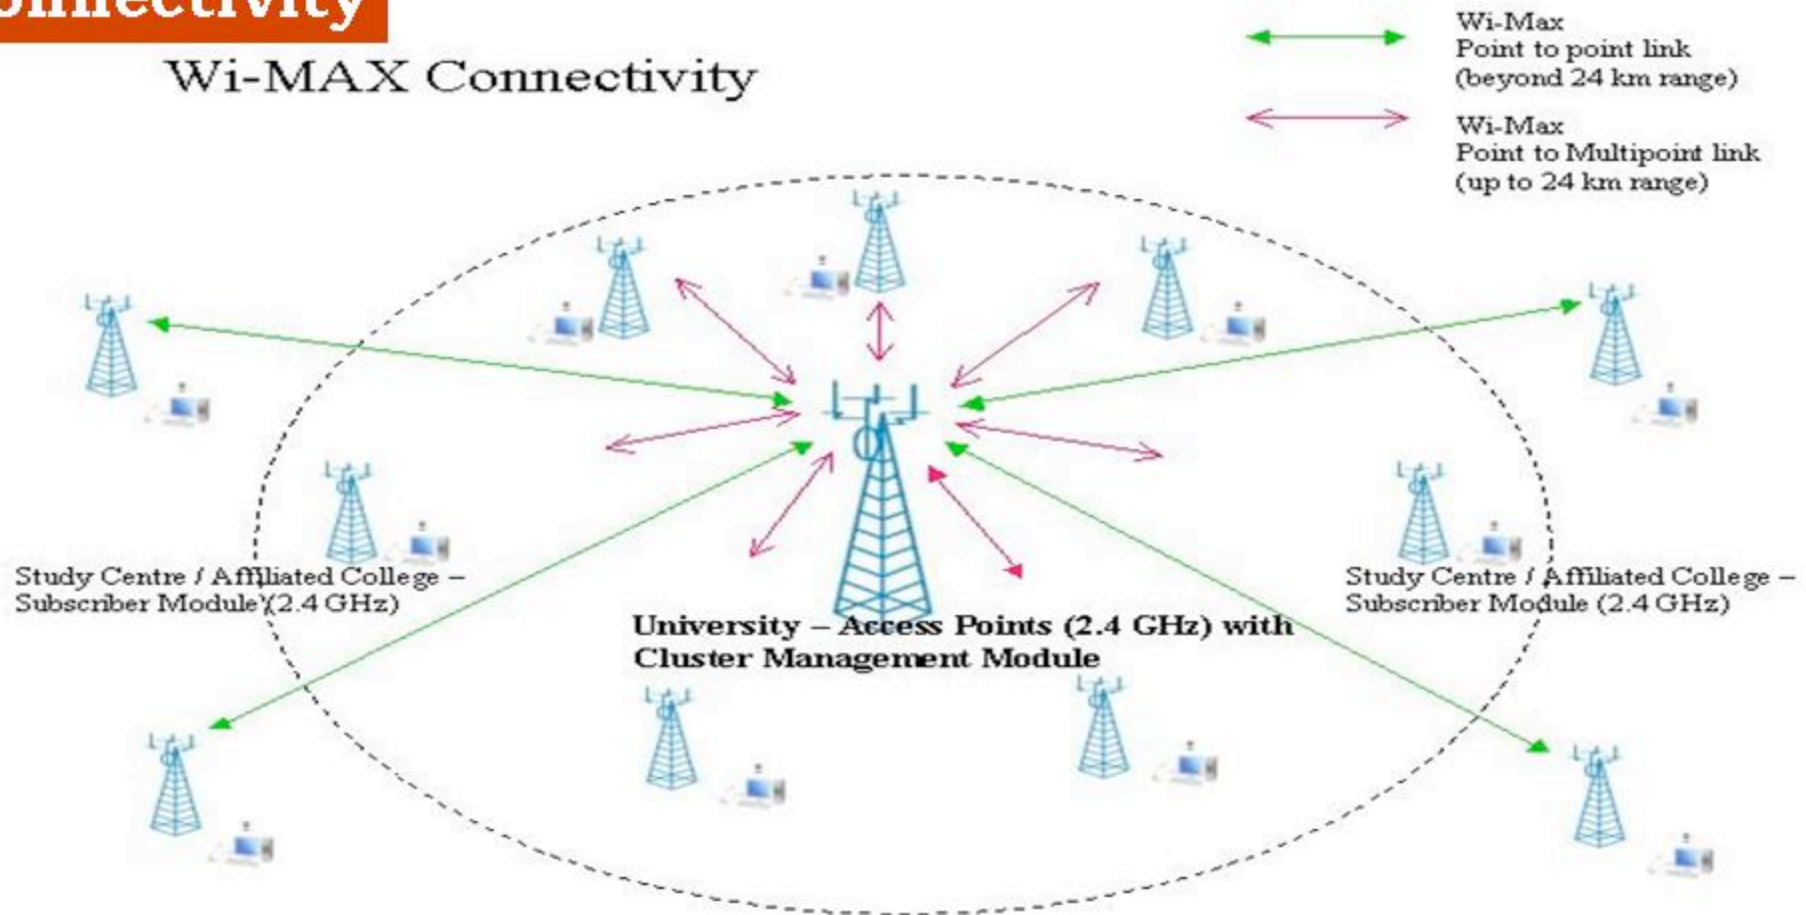 onnectivity
Wi-MAX Connectivity
Wi-Max
Point to point link
(beyond 24 km range)
Wi-Max
Point to Multipoint link
(up to 24 km range)
Study Centre / Affiliated College –
Subscriber Module (2.4 GHz)
Study Centre / Affiliated College –
Subscriber Module (2.4 GHz)
University – Access Points (2.4 GHz) with
Cluster Management Module